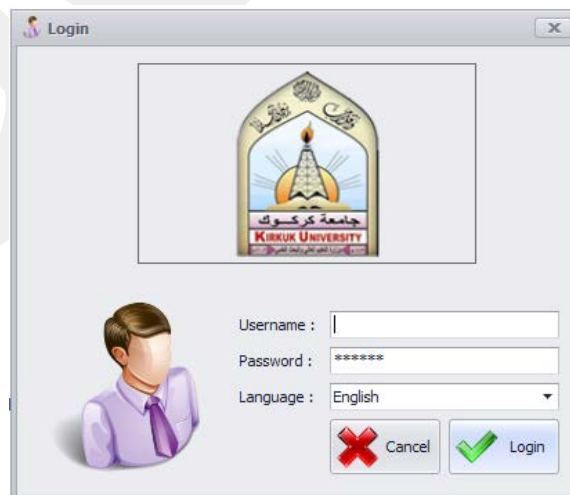 Login
جامعة كركوك
KIRKUK UNIVERSITY
Username :
Password : ******
Language : English
Cancel
Login